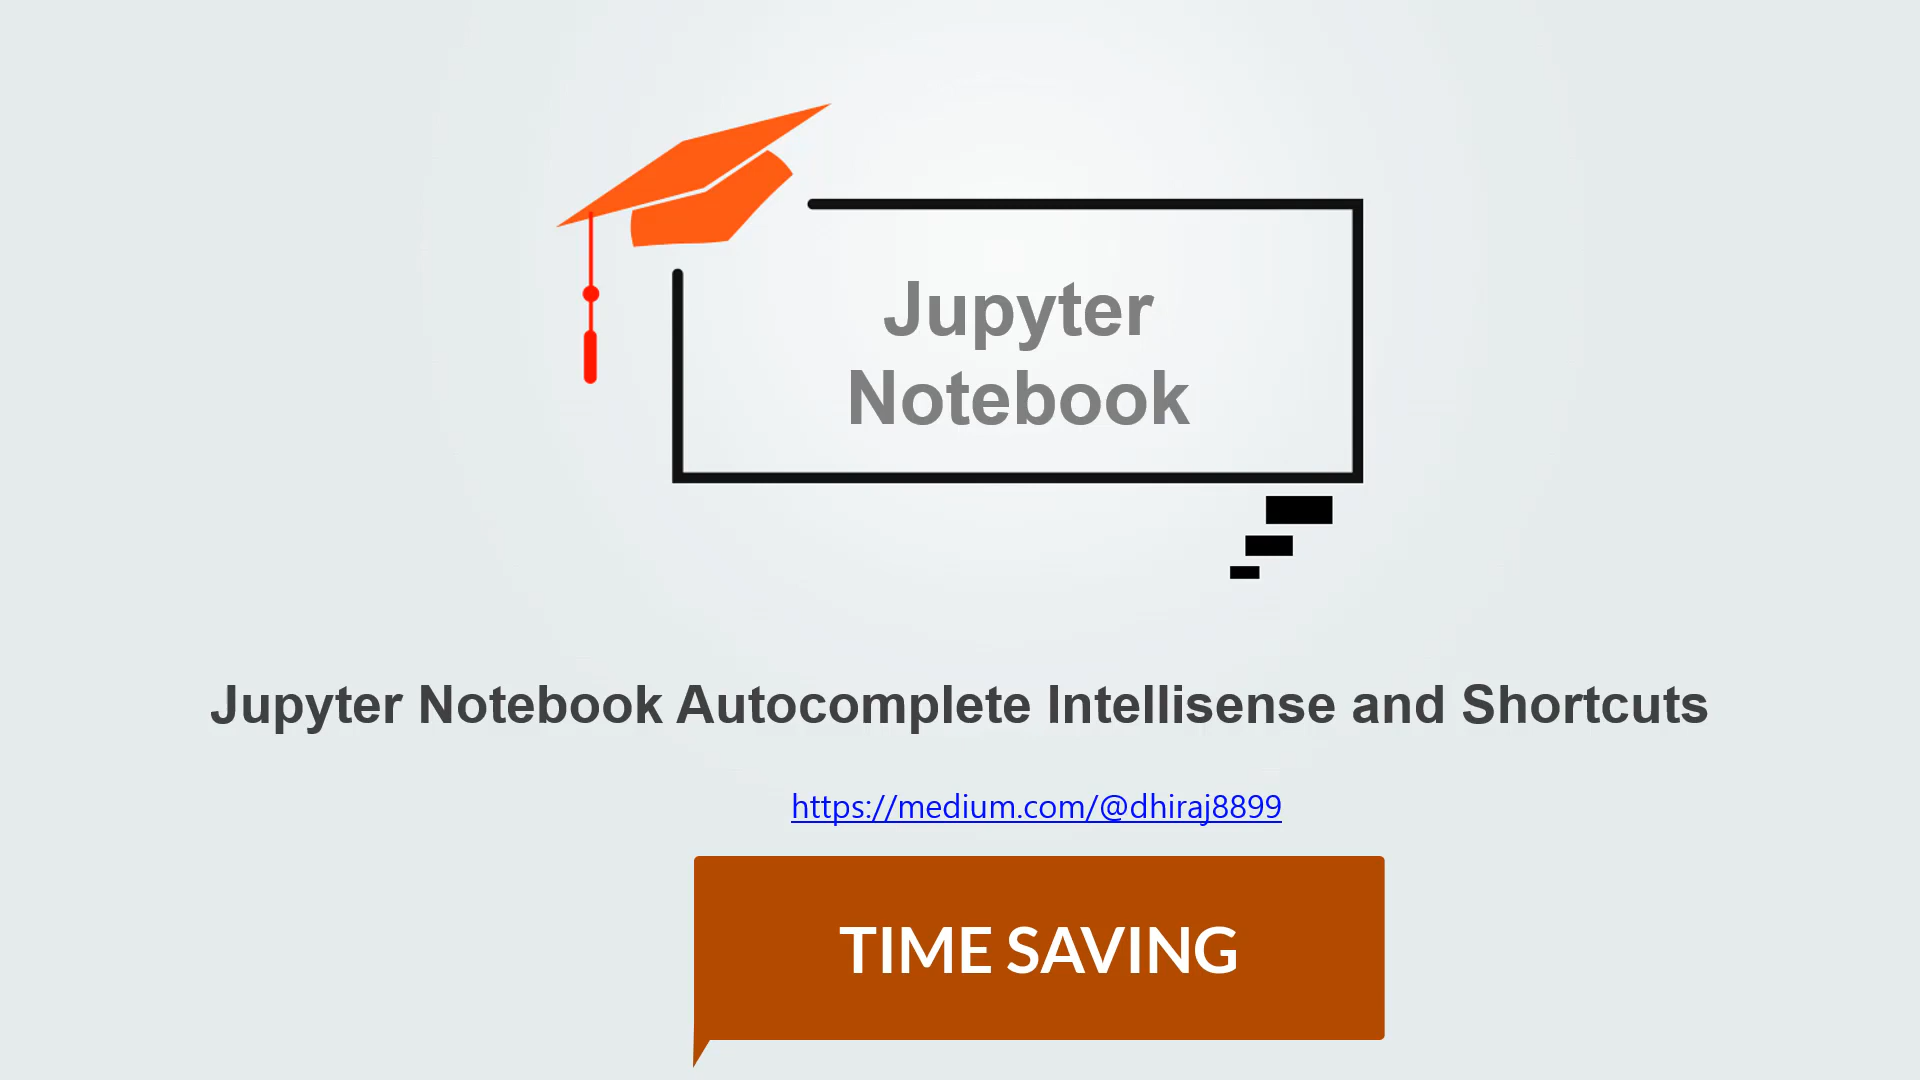 Jupyter
Notebook
Jupyter Notebook Autocomplete Intellisense and Shortcuts
https://medium.com/@dhiraj8899
TIME SAVING